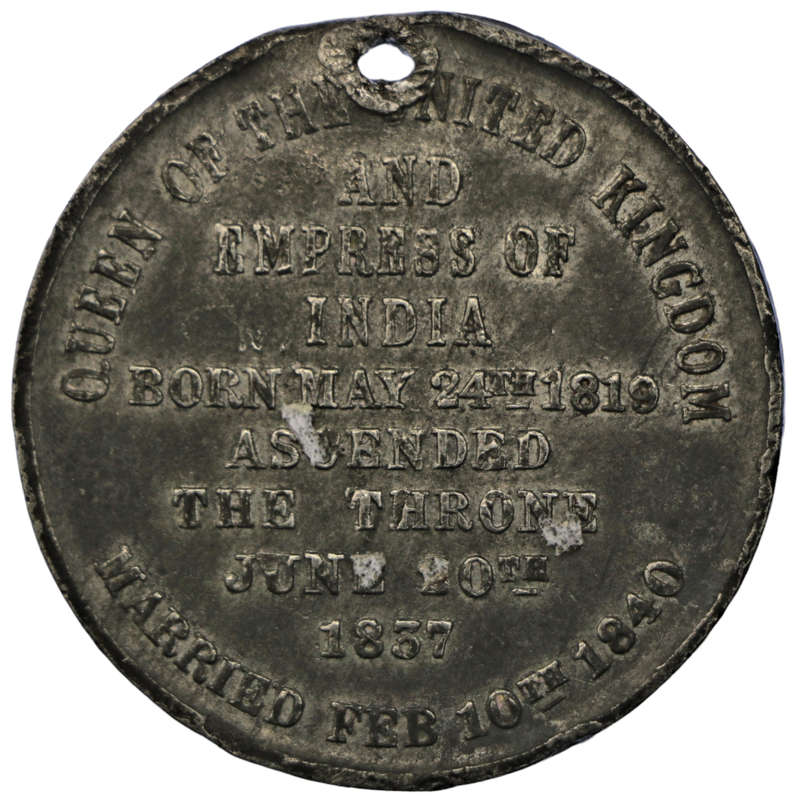 QUEEN OF THE UNITED KINGDOM
AND
EMPRESS OF
INDIA
BORN MAY 24TH 1819
ASCENDED
THE THRONE
JUNE 20TH
1837
MARRIED FEB 10TH 1840